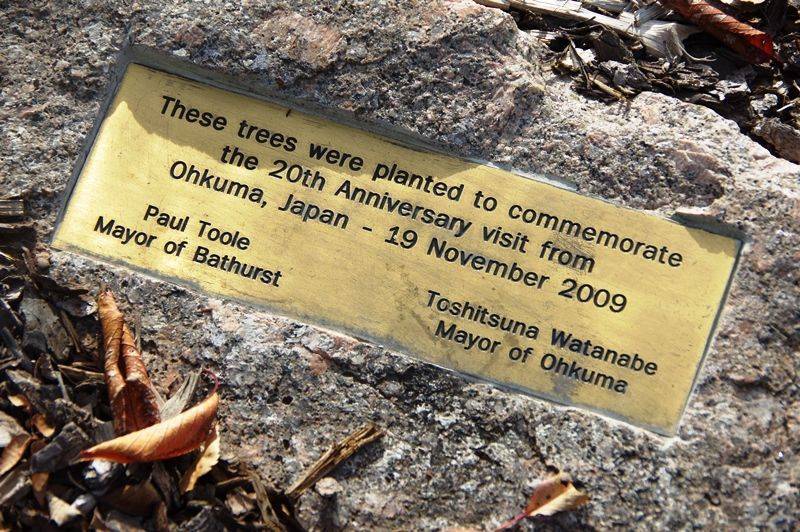 These trees were planted to commemorate
the 20th Anniversary visit from
Ohkuma, Japan - 19 November 2009
Paul Toole
Mayor of Bathurst
Toshitsuna Watanabe
Mayor of Ohkuma